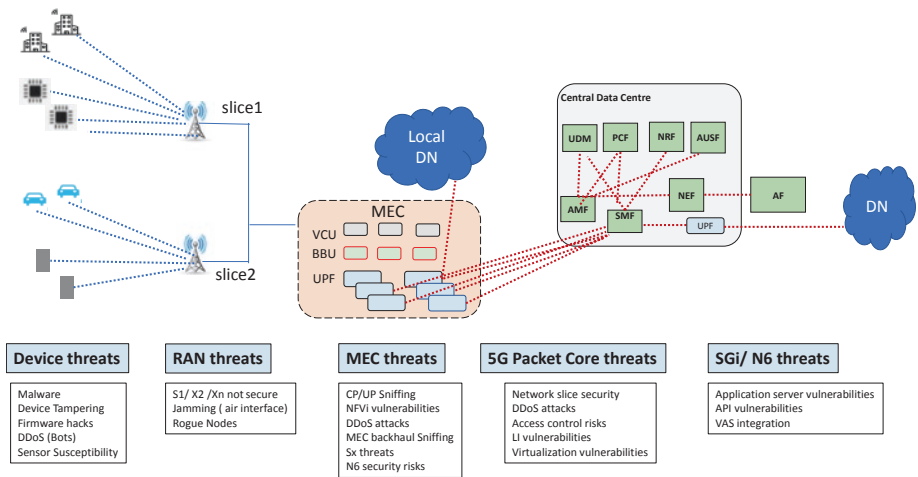 slice1
slice2
Local
DN
MEC
VCU
BBU
UPF
Central Data Centre
UDM
PCF
NRF
AUSF
AMF
SMF
NEF
UPF
AF
DN
Device threats
Malware
Device Tampering
Firmware hacks
DDoS (Bots)
Sensor Susceptibility
RAN threats
S1/ X2 /Xn not secure
Jamming ( air interface)
Rogue Nodes
MEC threats
CP/UP Sniffing
NFVi vulnerabilities
DDoS attacks
MEC backhaul Sniffing
Sx threats
N6 security risks
5G Packet Core threats
Network slice security
DDoS attacks
Access control risks
LI vulnerabilities
Virtualization vulnerabilities
SGi/ N6 threats
Application server vulnerabilities
API vulnerabilities
VAS integration